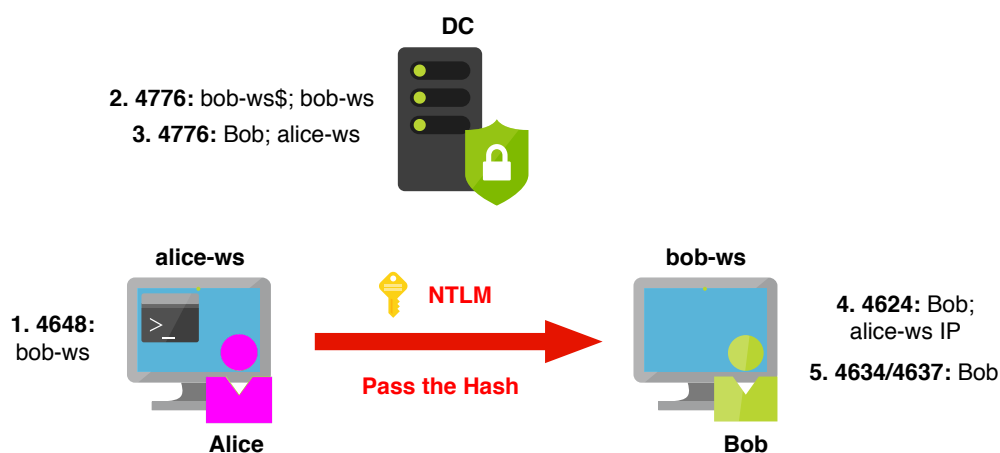 DC
2. 4776: bob-ws$; bob-ws
3. 4776: Bob; alice-ws
alice-ws
bob-ws
1. 4648:
bob-ws
>_
NTLM
Pass the Hash
4. 4624: Bob;
alice-ws IP
5. 4634/4637: Bob
Alice
Bob